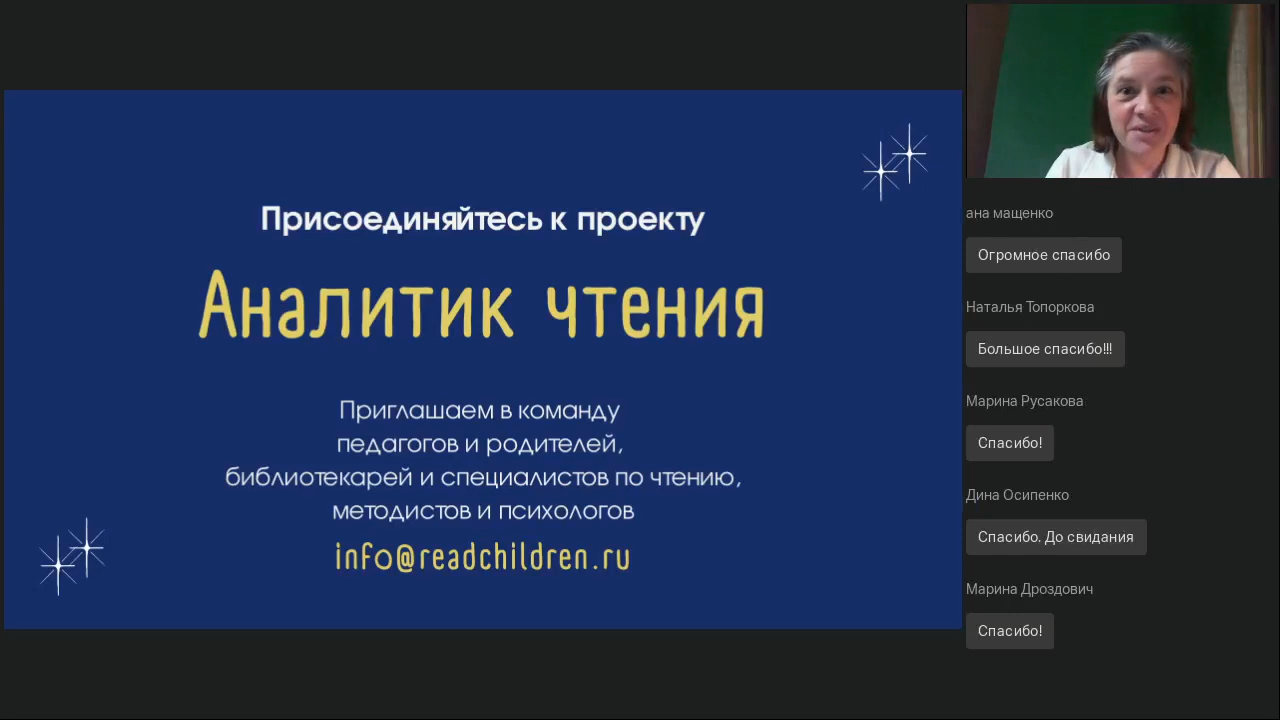 Присоединяйтесь к проекту
Аналитик чтения
Приглашаем в команду
педагогов и родителей,
библиотекарей и специалистов по чтению,
методистов и психологов
info@readchildren.ru
ана мащенко
Огромное спасибо
Наталья Топоркова
Большое спасибо!!!
Марина Русакова
Спасибо!
Дина Осипенко
Спасибо. До свидания
Марина Дроздович
Спасибо!